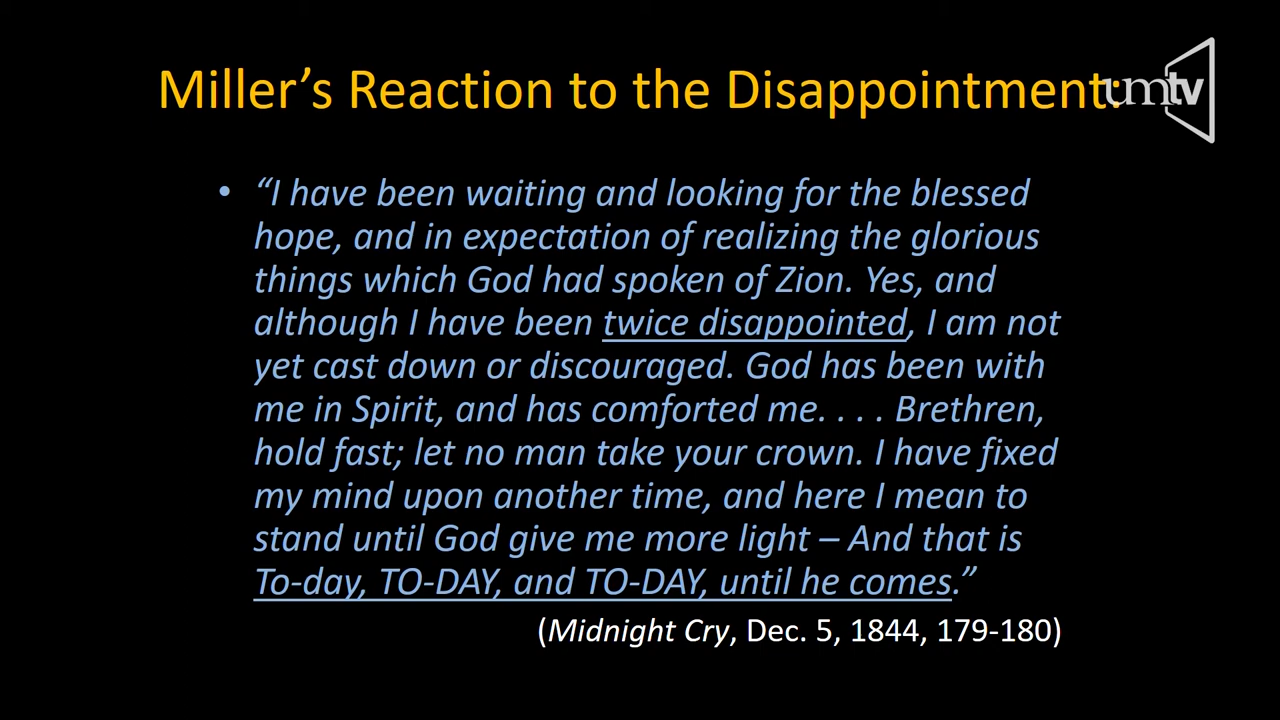 Miller’s Reaction to the Disappointment:
umtv
• “I have been waiting and looking for the blessed
hope, and in expectation of realizing the glorious
things which God had spoken of Zion. Yes, and
although I have been twice disappointed, I am not
yet cast down or discouraged. God has been with
me in Spirit, and has comforted me. . . . Brethren,
hold fast; let no man take your crown. I have fixed
my mind upon another time, and here I mean to
stand until God give me more light – And that is
To-day, TO-DAY, and TO-DAY, until he comes.”
(Midnight Cry, Dec. 5, 1844, 179-180)